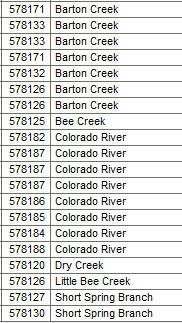 578171 Barton Creek
578133 Barton Creek
578133 Barton Creek
578171 Barton Creek
578132 Barton Creek
578126 Barton Creek
578126 Barton Creek
578125 Bee Creek
578182 Colorado River
578187 Colorado River
578187 Colorado River
578187 Colorado River
578186 Colorado River
578185 Colorado River
578184 Colorado River
578188 Colorado River
578120 Dry Creek
578126 Little Bee Creek
578127 Short Spring Branch
578130 Short Spring Branch